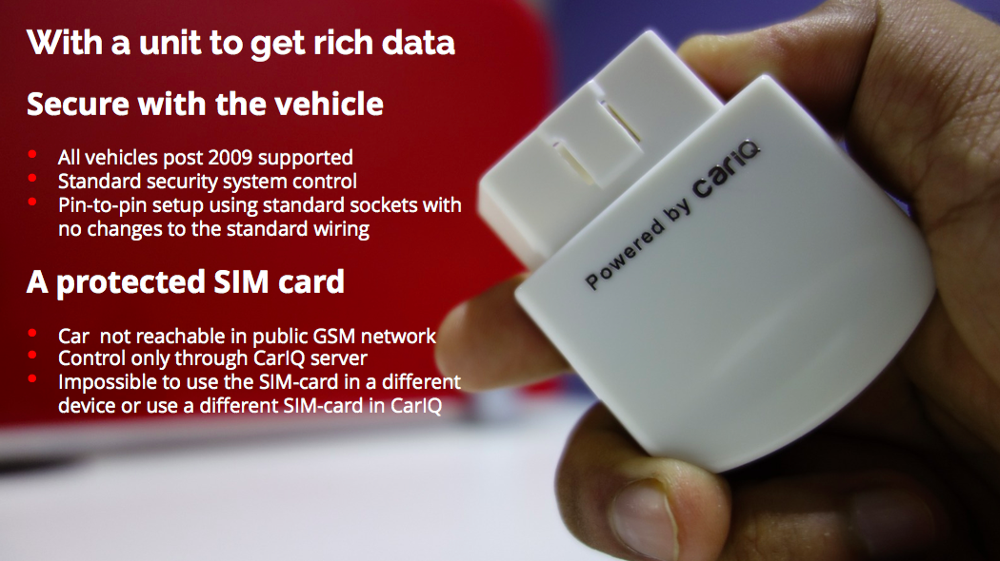 With a unit to get rich data
Secure with the vehicle
• All vehicles post 2009 supported
• Standard security system control
• Pin-to-pin setup using standard sockets with
no changes to the standard wiring
A protected SIM card
• Car  not reachable in public GSM network
• Control only through CarIQ server
• Impossible to use the SIM-card in a different
device or use a different SIM-card in CarIQ
Powered by cariQ